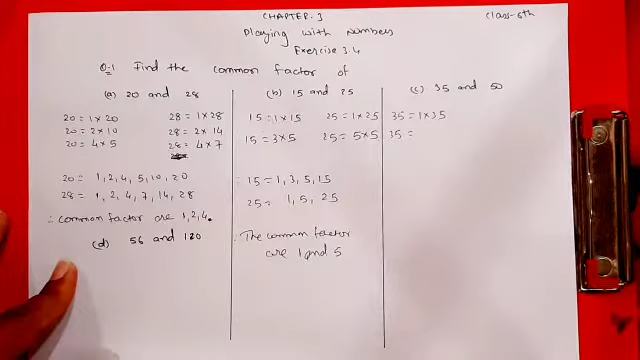 CHAPTER-3
Class-6th
Playing with Numbers
Exercise 3.4
Q.1 Find the common factor of
(a) 20 and 28
20 = 1 × 20
28 = 1 × 28
20 = 2 × 10
28 = 2 × 14
20 = 4 × 5
28 = 4 × 7
20 = 1, 2, 4, 5, 10, 20
28 = 1, 2, 4, 7, 14, 28
∴ common factor are 1, 2, 4.
(d) 56 and 120
(b) 15 and 25
15 = 1 × 15
25 = 1 × 25
15 = 3 × 5
25 = 5 × 5
15 = 1, 3, 5, 15
25 = 1, 5, 25
∴ The common factor
are 1 and 5
(c) 35 and 50
35 = 1 × 35
35 =